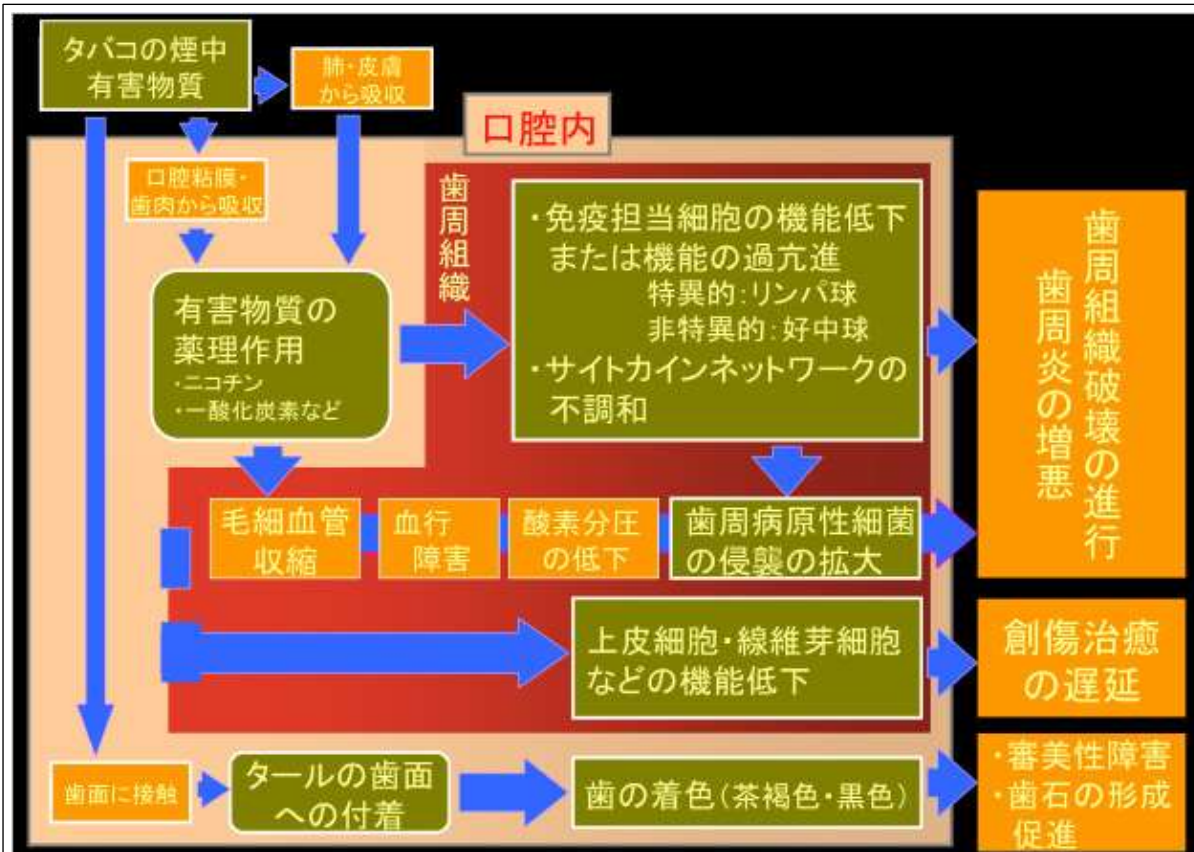 タバコの煙中
有害物質
肺・皮膚
から吸収
口腔内
口腔粘膜・
歯肉から吸収
歯周組織
有害物質の
薬理作用
・ニコチン
・一酸化炭素など
・免疫担当細胞の機能低下
または機能の過亢進
特異的：リンパ球
非特異的：好中球
・サイトカインネットワークの
不調和
歯周組織破壊の進行
歯周炎の増悪
毛細血管
収縮
血行
障害
酸素分圧
の低下
歯周病原性細菌
の侵襲の拡大
上皮細胞・線維芽細胞
などの機能低下
創傷治癒
の遅延
歯面に接触
タールの歯面
への付着
歯の着色（茶褐色・黒色）
・審美性障害
・歯石の形成
促進